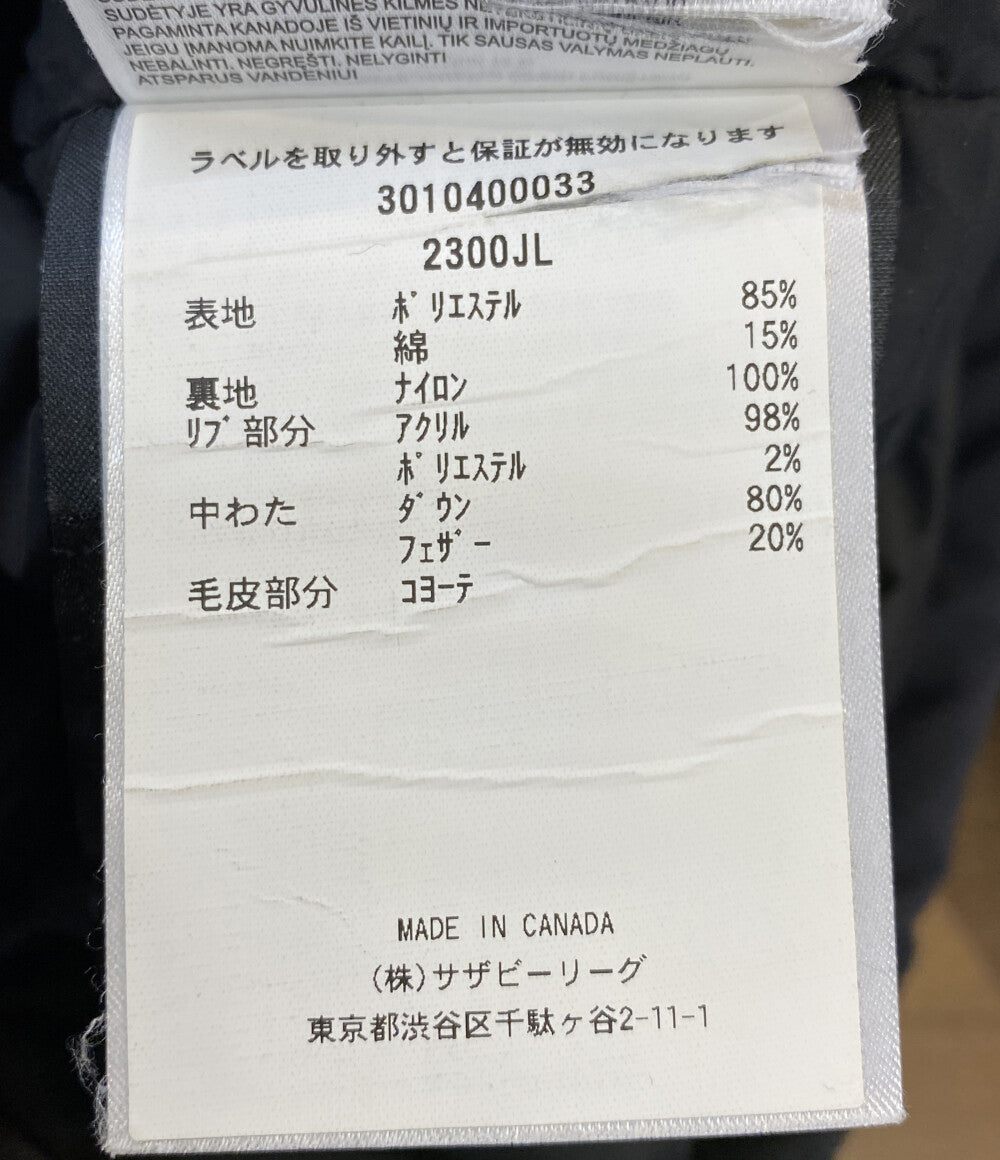 SUDĖTYJE YRA GYVULINĖS KILMĖS
PAGAMINTA KANADOJE IŠ VIETINIŲ IR IMPORTUOTŲ MEDŽIAGŲ
JEIGU ĮMANOMA NUIMKITE KAILĮ. TIK SAUSAS VALYMAS NEPLAUTI.
NEBALINTI. NEGRĘŠTI. NELYGINTI
ATSPARUS VANDENIUI
ラベルを取り外すと保証が無効になります
3010400033
2300JL
表地 ﾎﾟﾘｴｽﾃﾙ 85%
綿 15%
裏地 ﾅｲﾛﾝ 100%
ﾘﾌﾞ部分 ｱｸﾘﾙ 98%
ﾎﾟﾘｴｽﾃﾙ 2%
中わた ﾀﾞｳﾝ 80%
ﾌｪｻﾞｰ 20%
毛皮部分 ｺﾖｰﾃ
MADE IN CANADA
(株)サザビーリーグ
東京都渋谷区千駄ヶ谷2-11-1